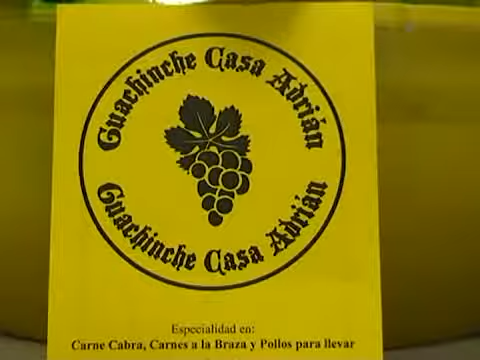 Guachinche Casa Adrián
Guachinche Casa Adrián
Especialidad en:
Carne Cabra, Carnes a la Braza y Pollos para llevar